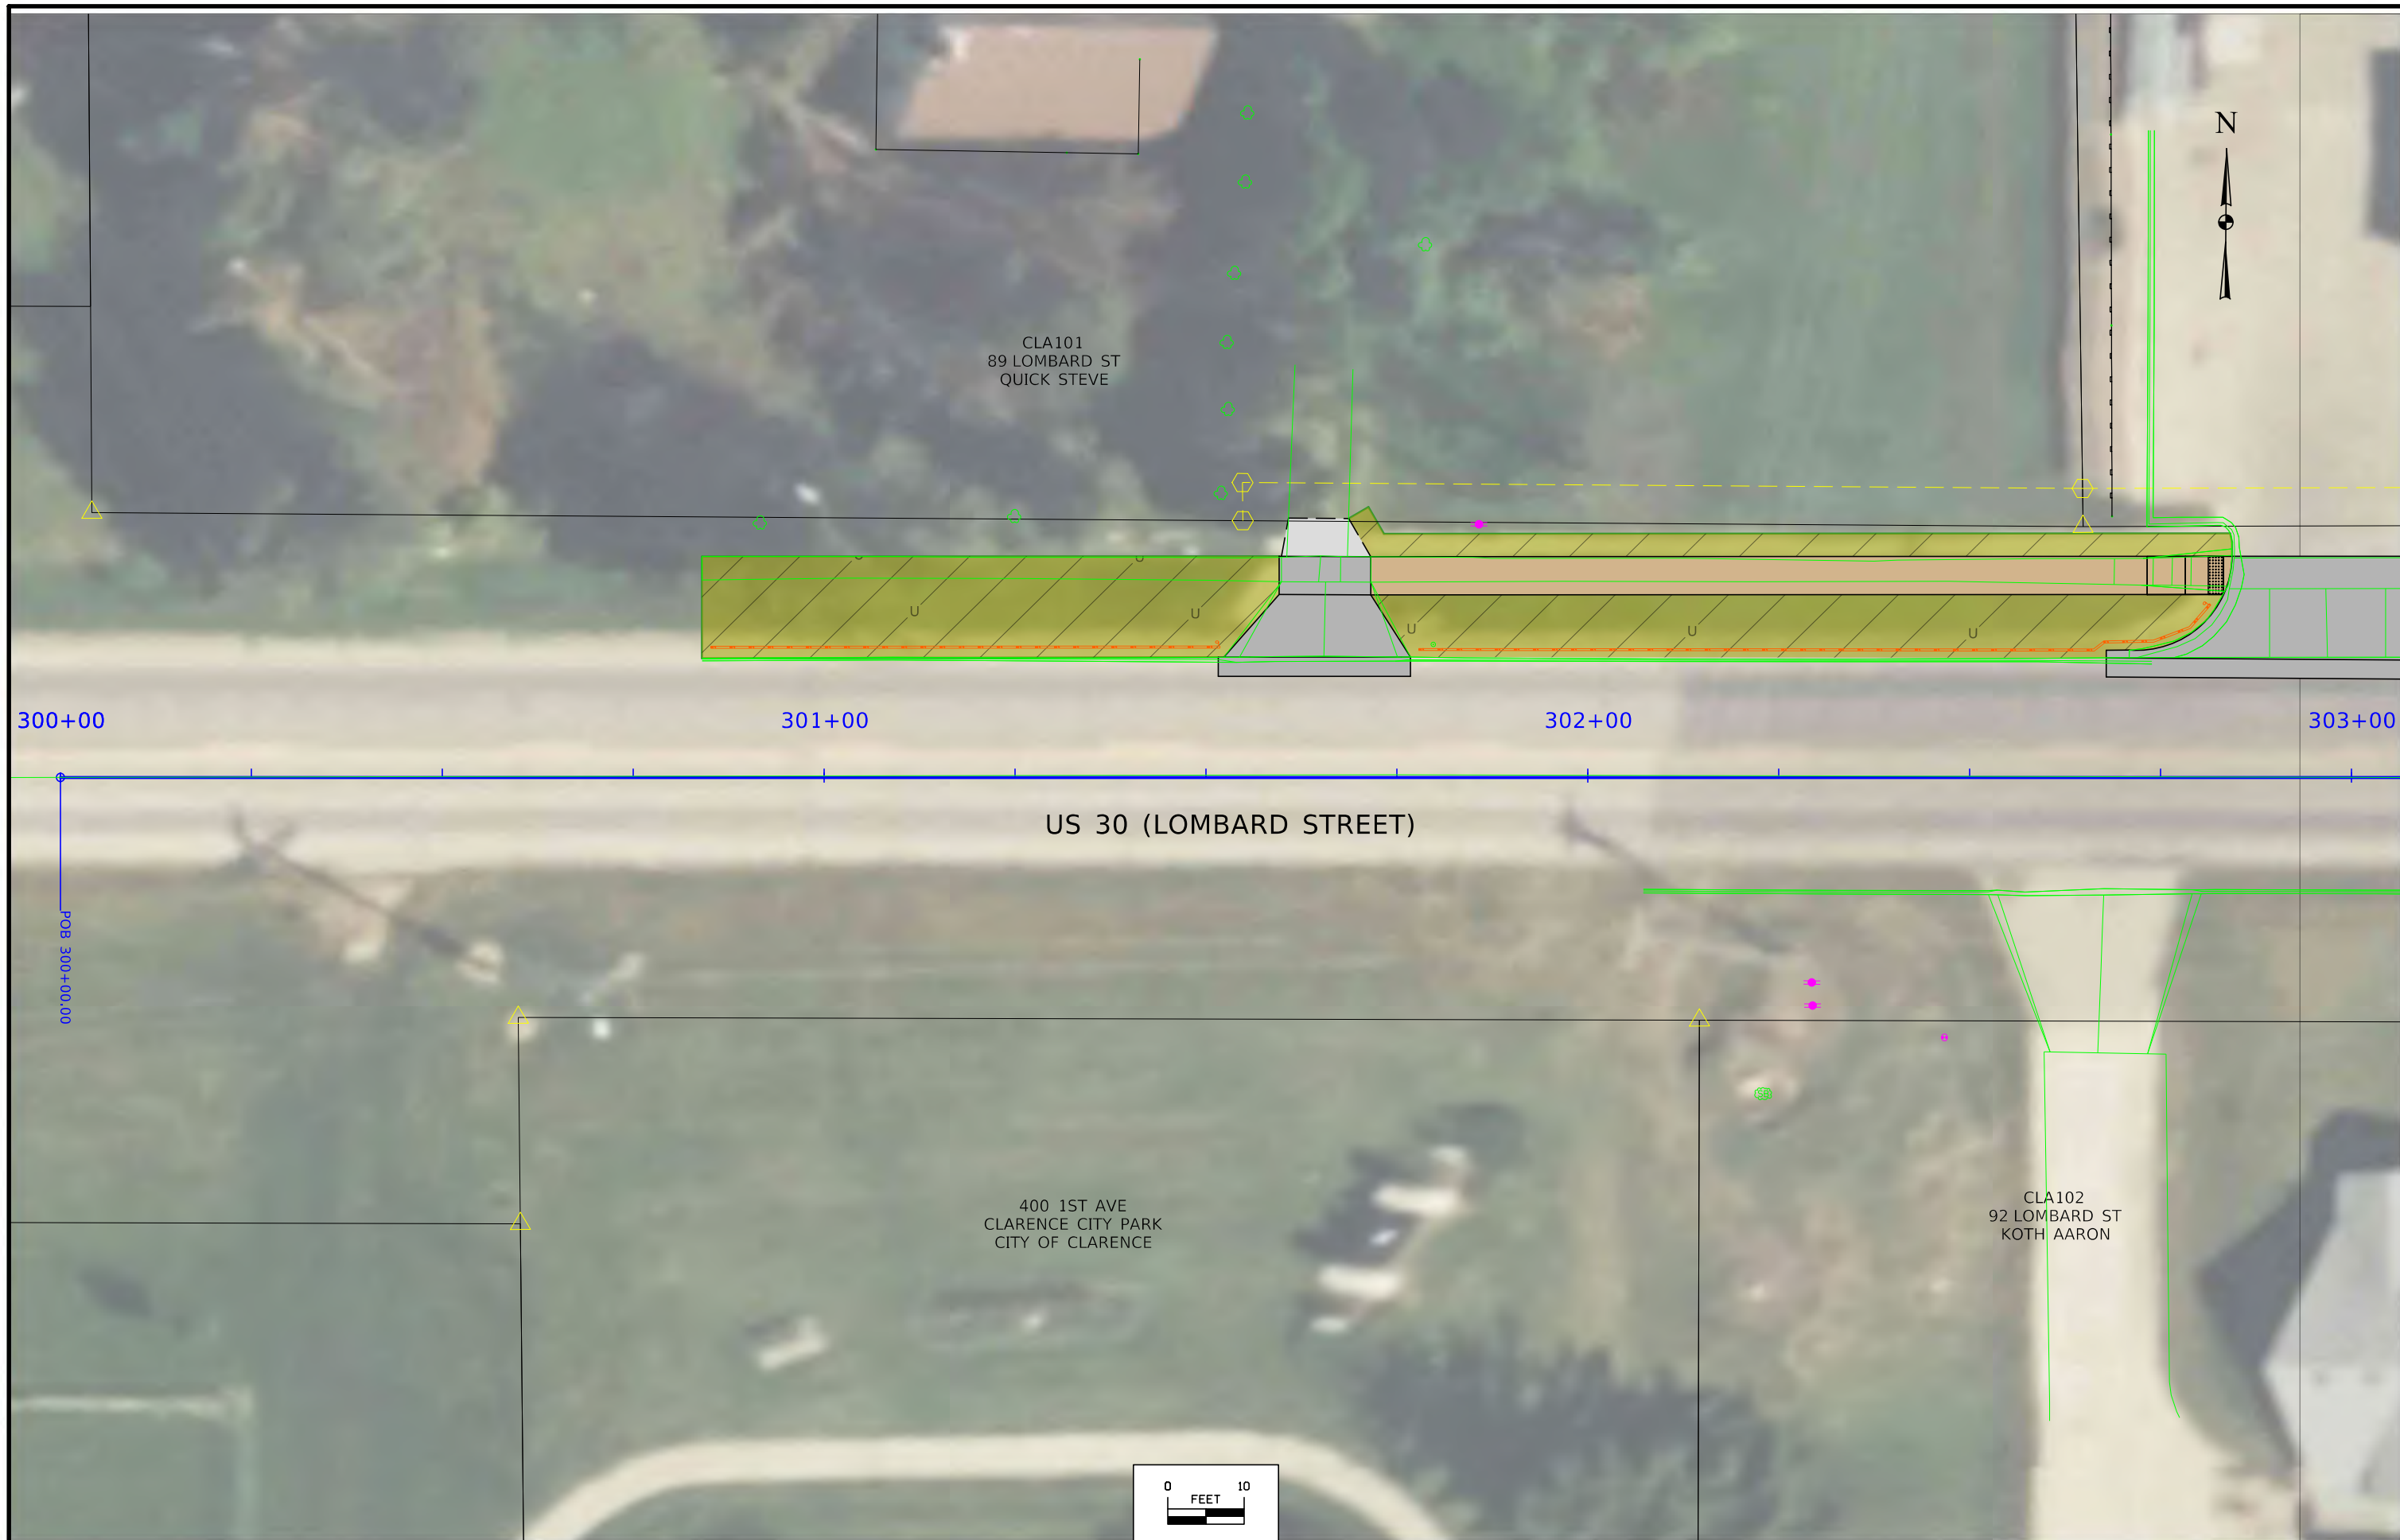 N
CLA101
89 LOMBARD ST
QUICK STEVE
U
U
U
U
U
U
U
300+00
301+00
302+00
303+00
US 30 (LOMBARD STREET)
POB 300+00.00
400 1ST AVE
CLARENCE CITY PARK
CITY OF CLARENCE
CLA102
92 LOMBARD ST
KOTH AARON
0 10
FEET